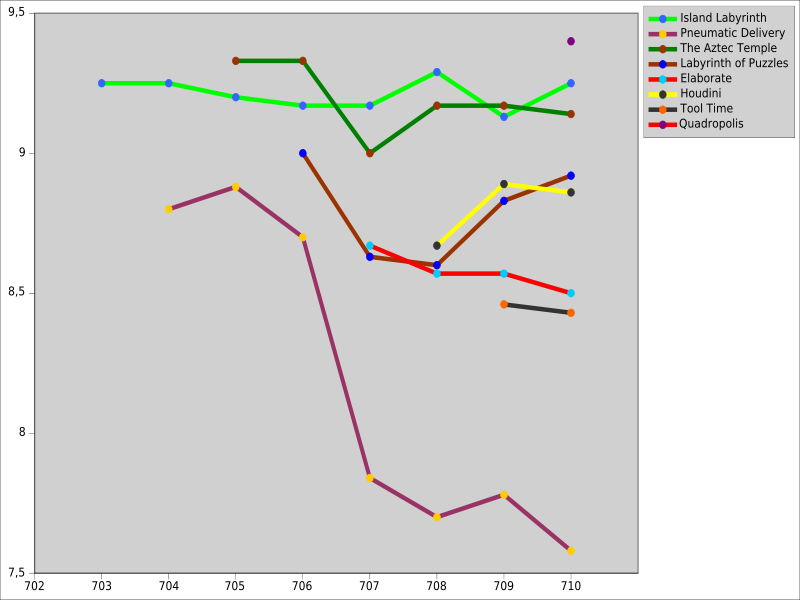 9,5
9
8,5
8
7,5
702 703 704 705 706 707 708 709 710
Island Labyrinth
Pneumatic Delivery
The Aztec Temple
Labyrinth of Puzzles
Elaborate
Houdini
Tool Time
Quadropolis